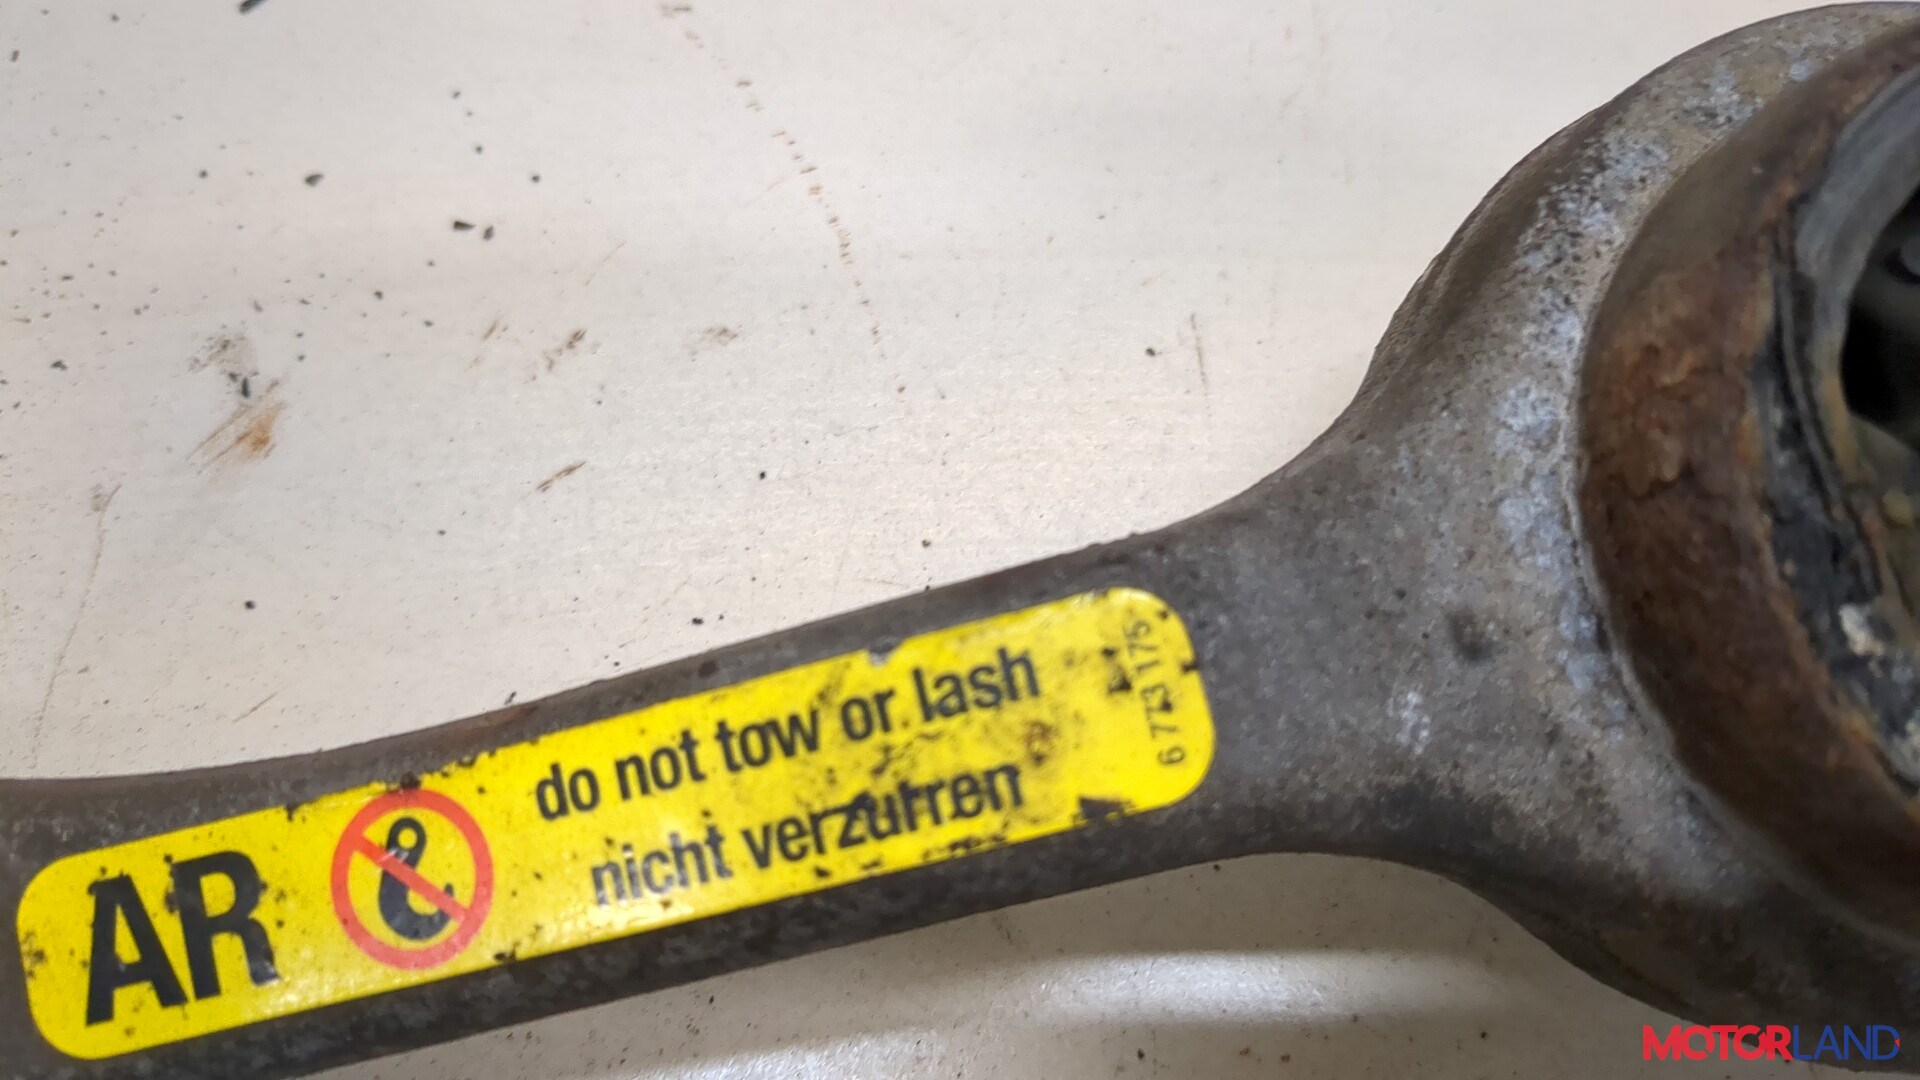 AR
do not tow or lash
nicht verzurren
6 773 175
MOTORLAND